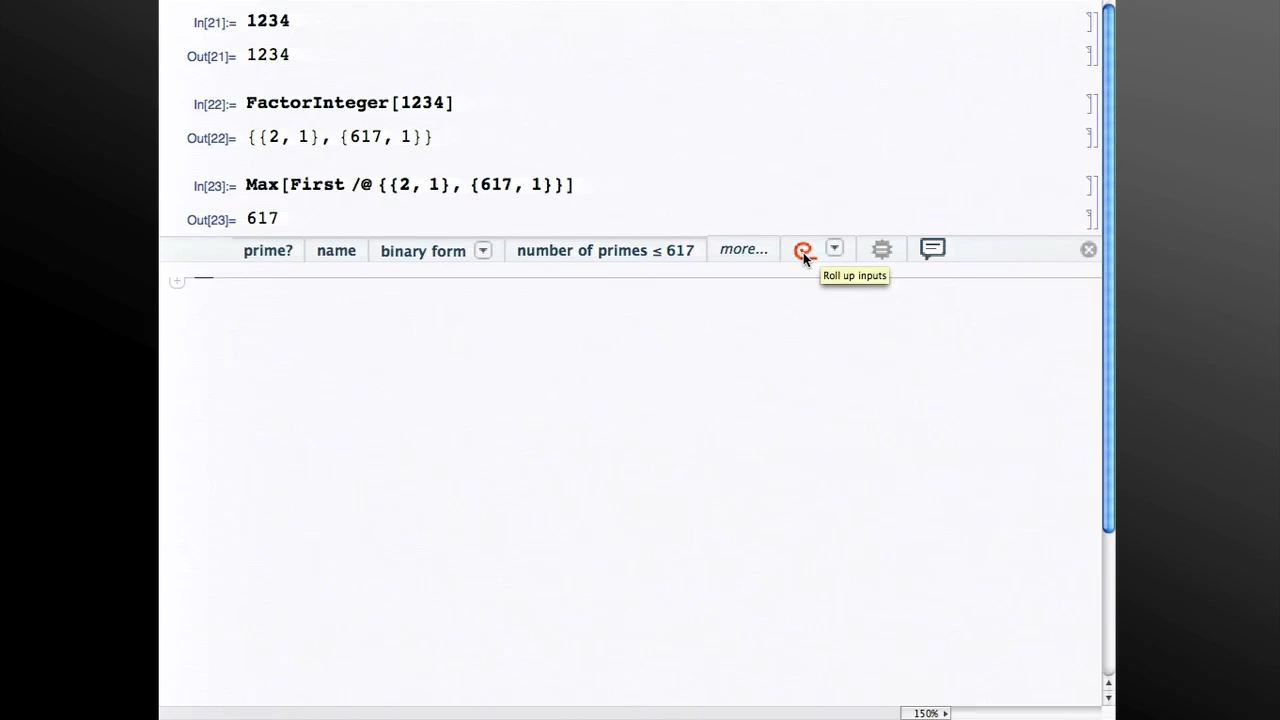 In[21]:= 1234
Out[21]= 1234
In[22]:= FactorInteger[1234]
Out[22]= {{2, 1}, {617, 1}}
In[23]:= Max[First /@ {{2, 1}, {617, 1}}]
Out[23]= 617
prime? name binary form number of primes ≤ 617 more...
Roll up inputs
150%